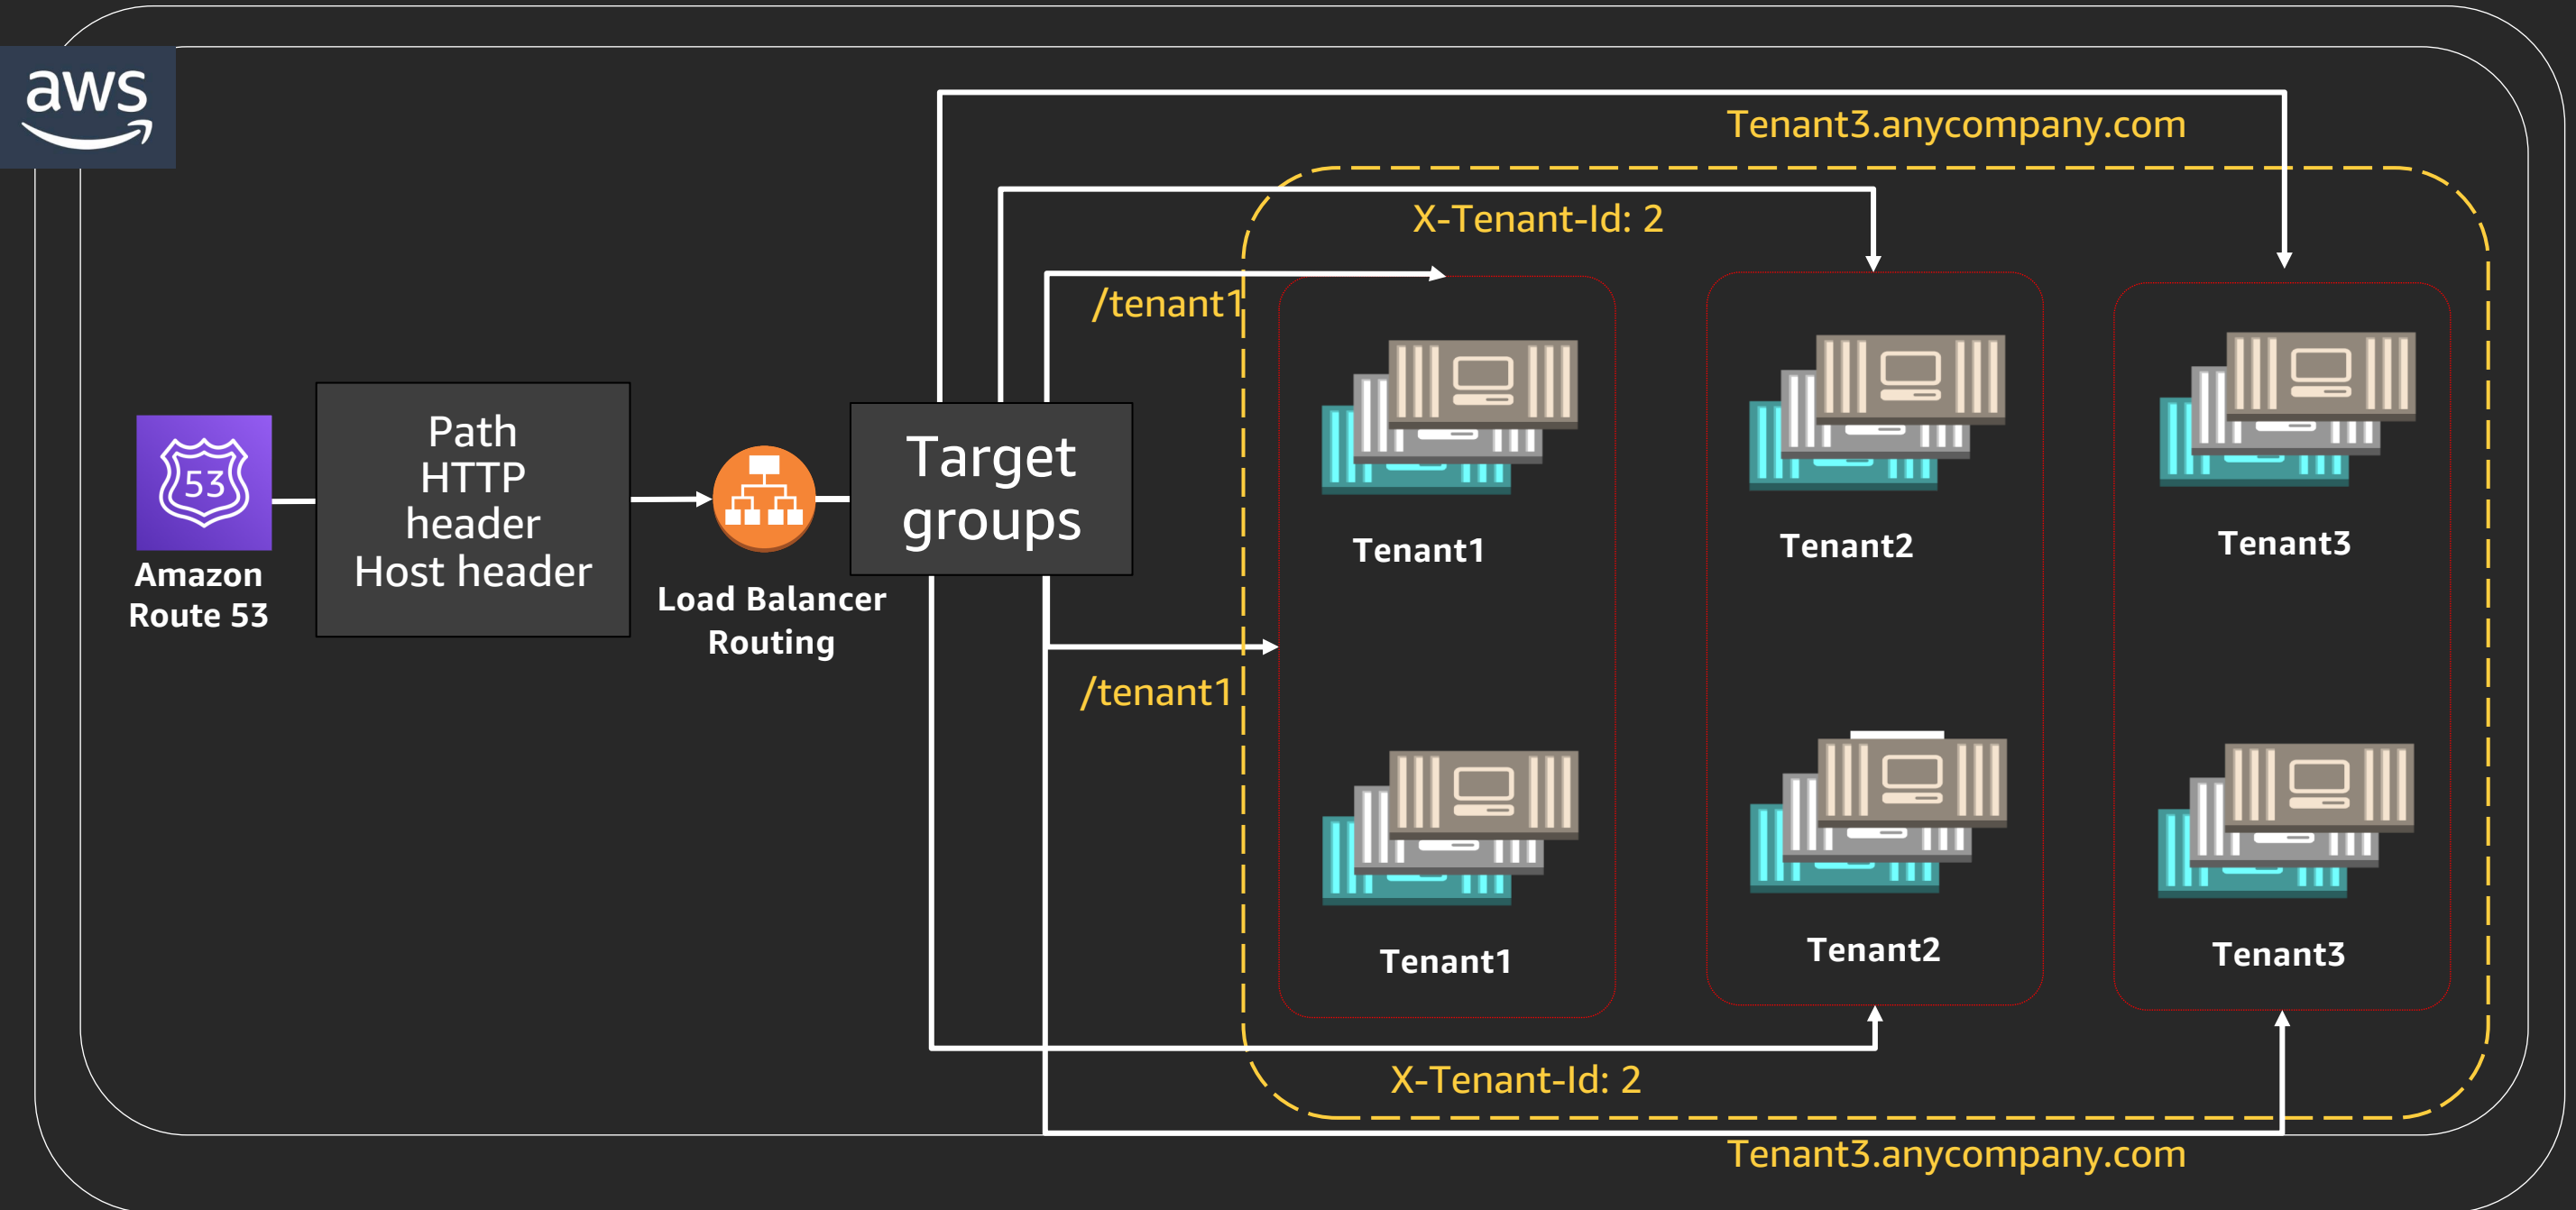 aws
Tenant3.anycompany.com
X-Tenant-Id: 2
/tenant1
53
Amazon
Route 53
Path
HTTP
header
Host header
Load Balancer
Routing
Target
groups
Tenant1
Tenant2
Tenant3
/tenant1
Tenant1
Tenant2
Tenant3
X-Tenant-Id: 2
Tenant3.anycompany.com